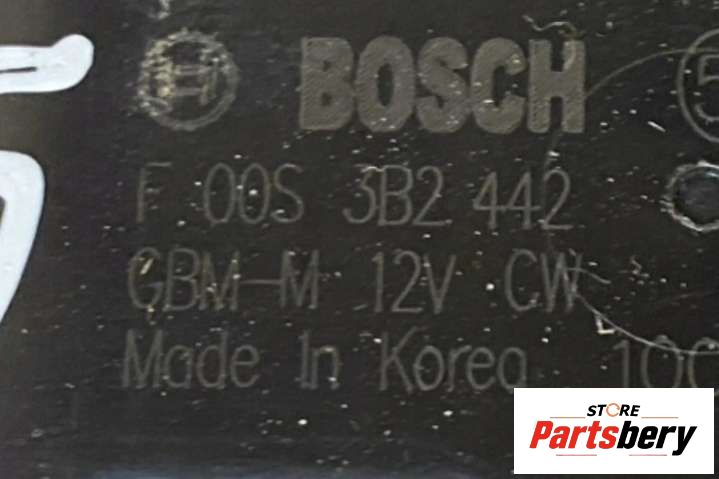 BOSCH
F 00S 3B2 442
GBM-M 12V CW
Made In Korea
STORE
Partsbery